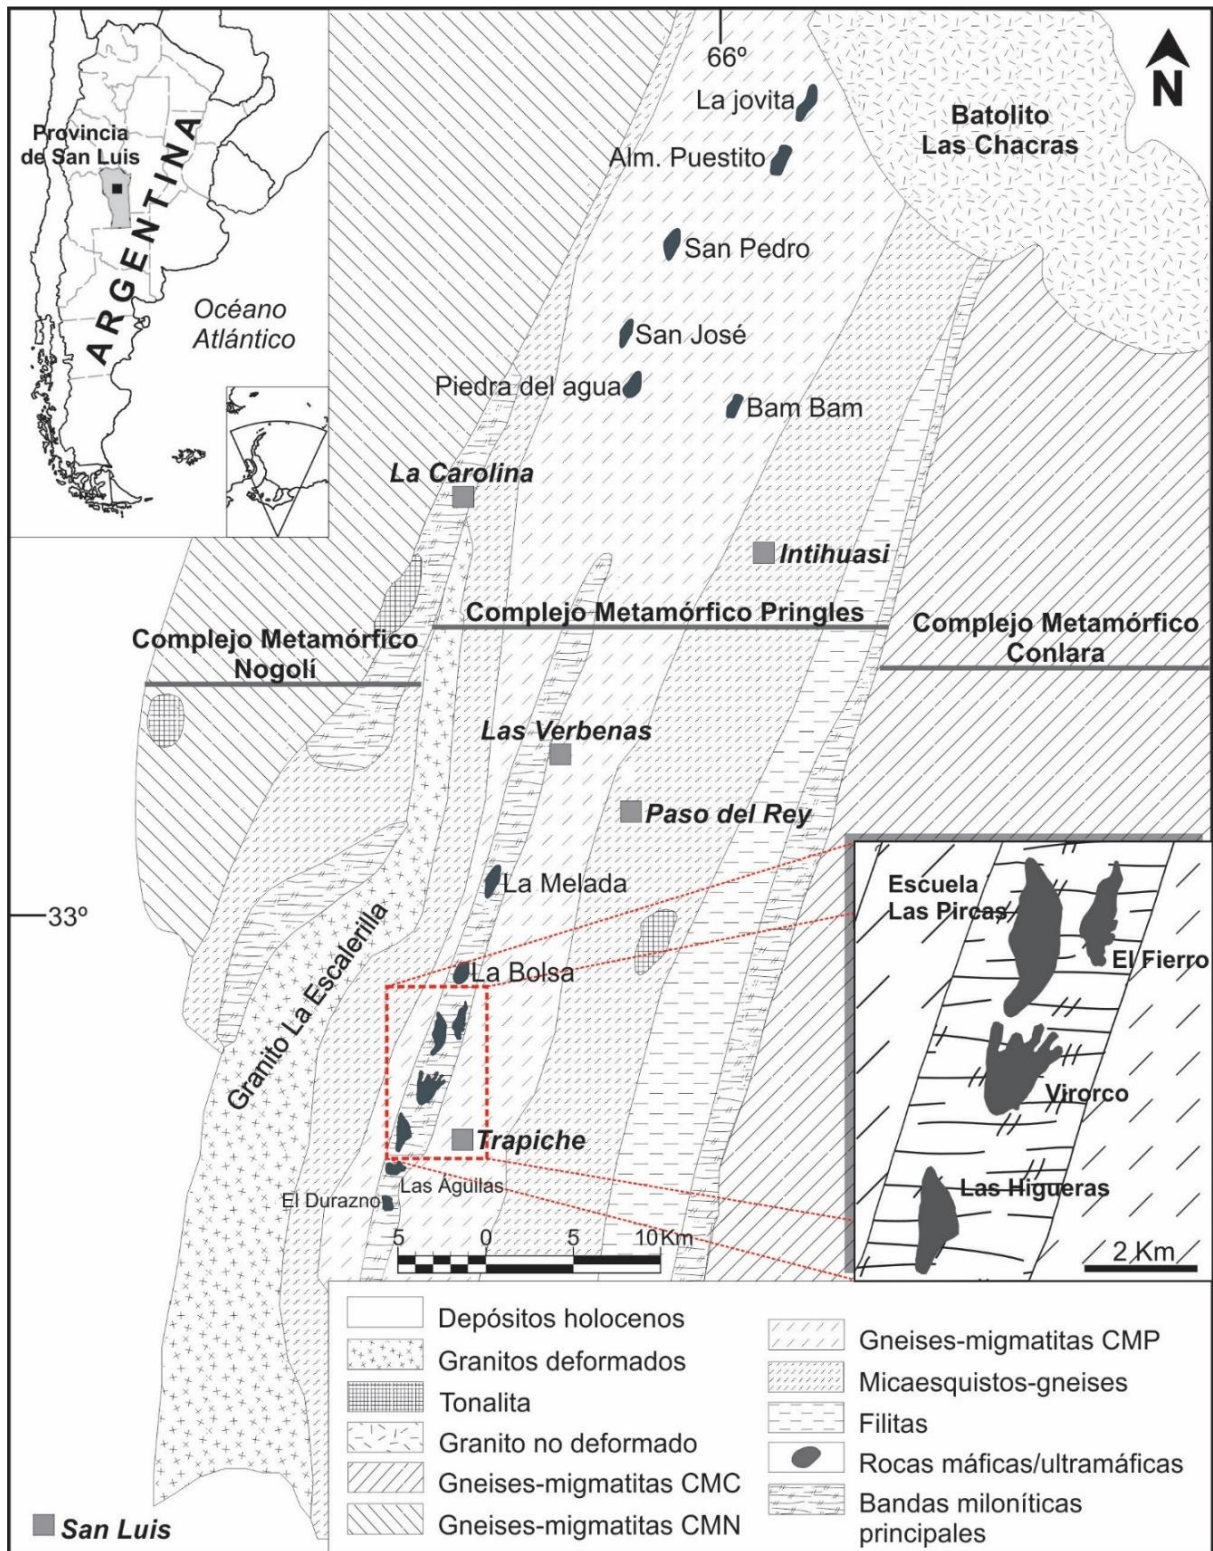 Provincia
de San Luis
ARGENTINA
Océano
Atlántico
66º
N
La jovita
Batolito
Las Chacras
Alm. Puestito
San Pedro
San José
Piedra del agua
Bam Bam
La Carolina
Intihuasi
Complejo Metamórfico Pringles
Complejo Metamórfico
Nogolí
Complejo Metamórfico
Conlara
Las Verbenas
Paso del Rey
La Melada
33º
Granito La Escalerilla
La Bolsa
Trapiche
Las Águilas
El Durazno
Escuela
Las Pircas
El Fierro
Virorco
Las Higueras
2 Km
5 0 5 10Km
Depósitos holocenos
Granitos deformados
Tonalita
Granito no deformado
Gneises-migmatitas CMC
Gneises-migmatitas CMN
Gneises-migmatitas CMP
Micaesquistos-gneises
Filitas
Rocas máficas/ultramáficas
Bandas miloníticas
principales
San Luis